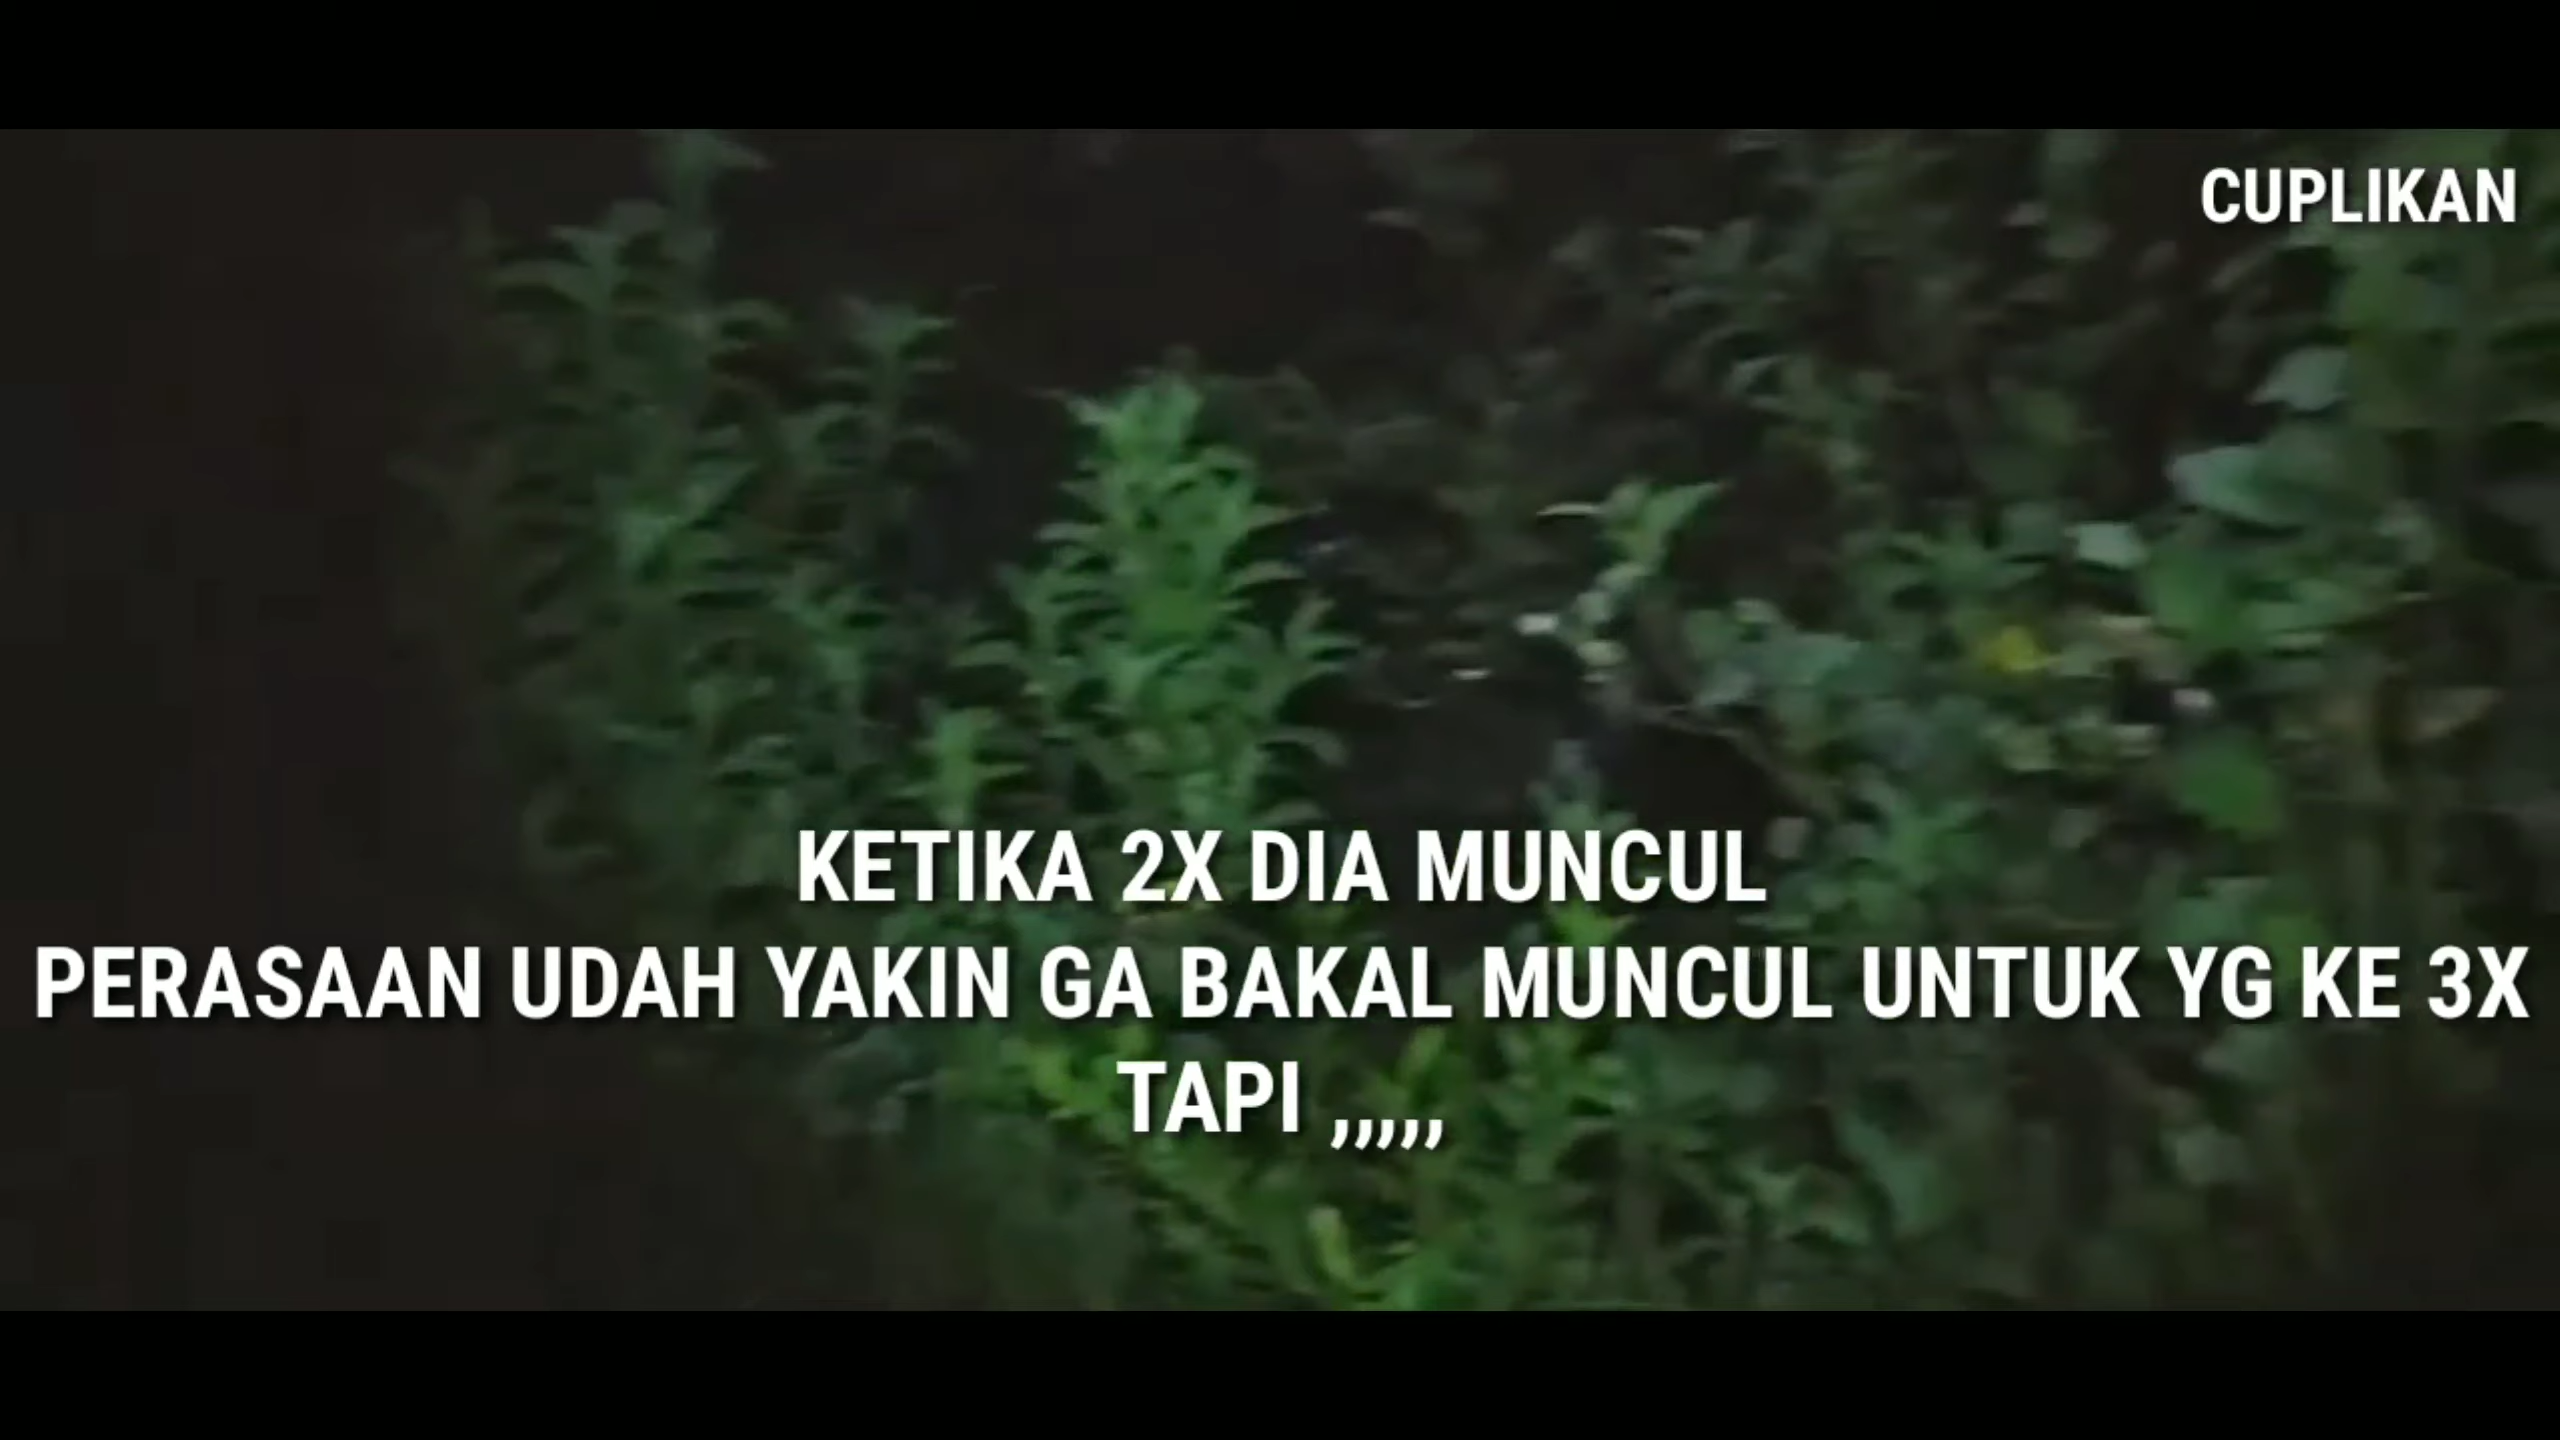 CUPLIKAN
KETIKA 2X DIA MUNCUL
PERASAAN UDAH YAKIN GA BAKAL MUNCUL UNTUK YG KE 3X
TAPI ,,,,,